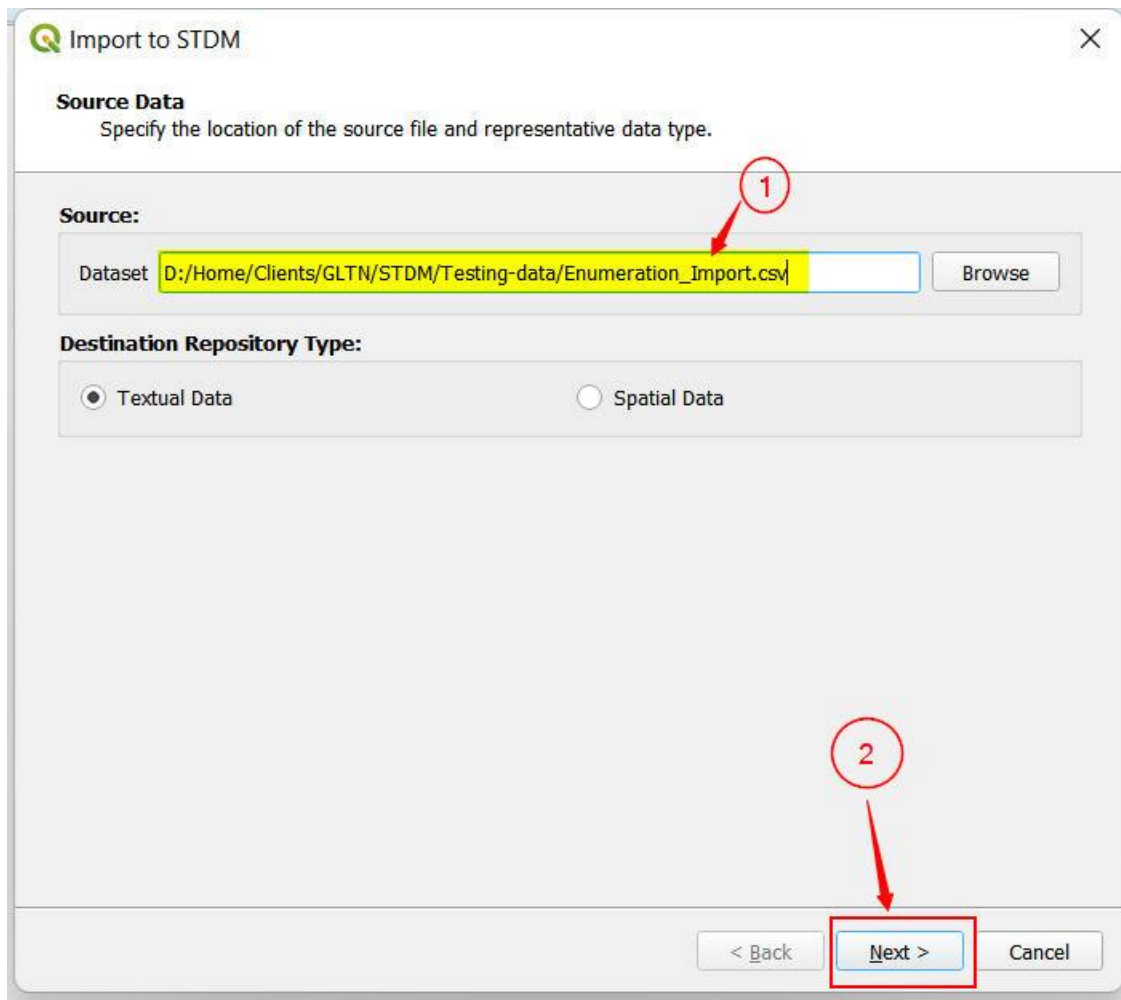 Import to STDM
Source Data
Specify the location of the source file and representative data type.
1
Source:
Dataset D:/Home/Clients/GLTN/STDM/Testing-data/Enumeration_Import.csv Browse
Destination Repository Type:
Textual Data Spatial Data
2
< Back Next > Cancel